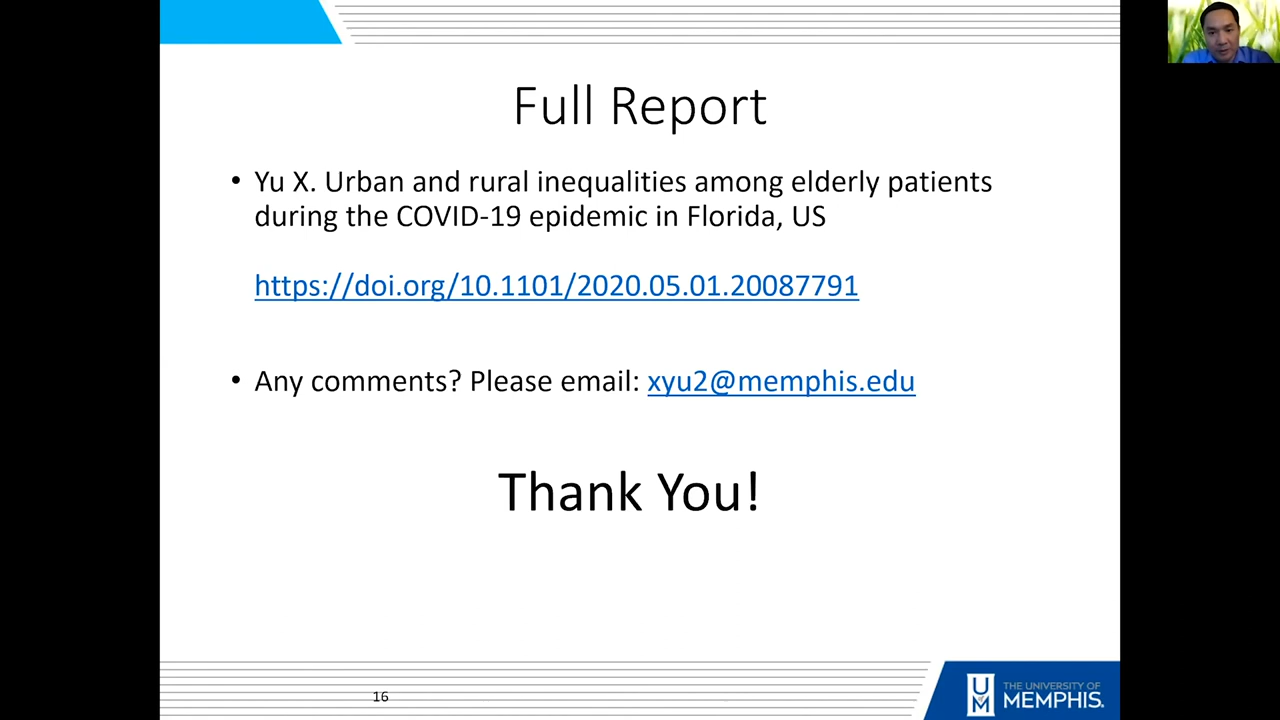 Full Report
• Yu X. Urban and rural inequalities among elderly patients
during the COVID-19 epidemic in Florida, US
https://doi.org/10.1101/2020.05.01.20087791
• Any comments? Please email: xyu2@memphis.edu
Thank You!
16
U
M
THE UNIVERSITY OF
MEMPHIS.